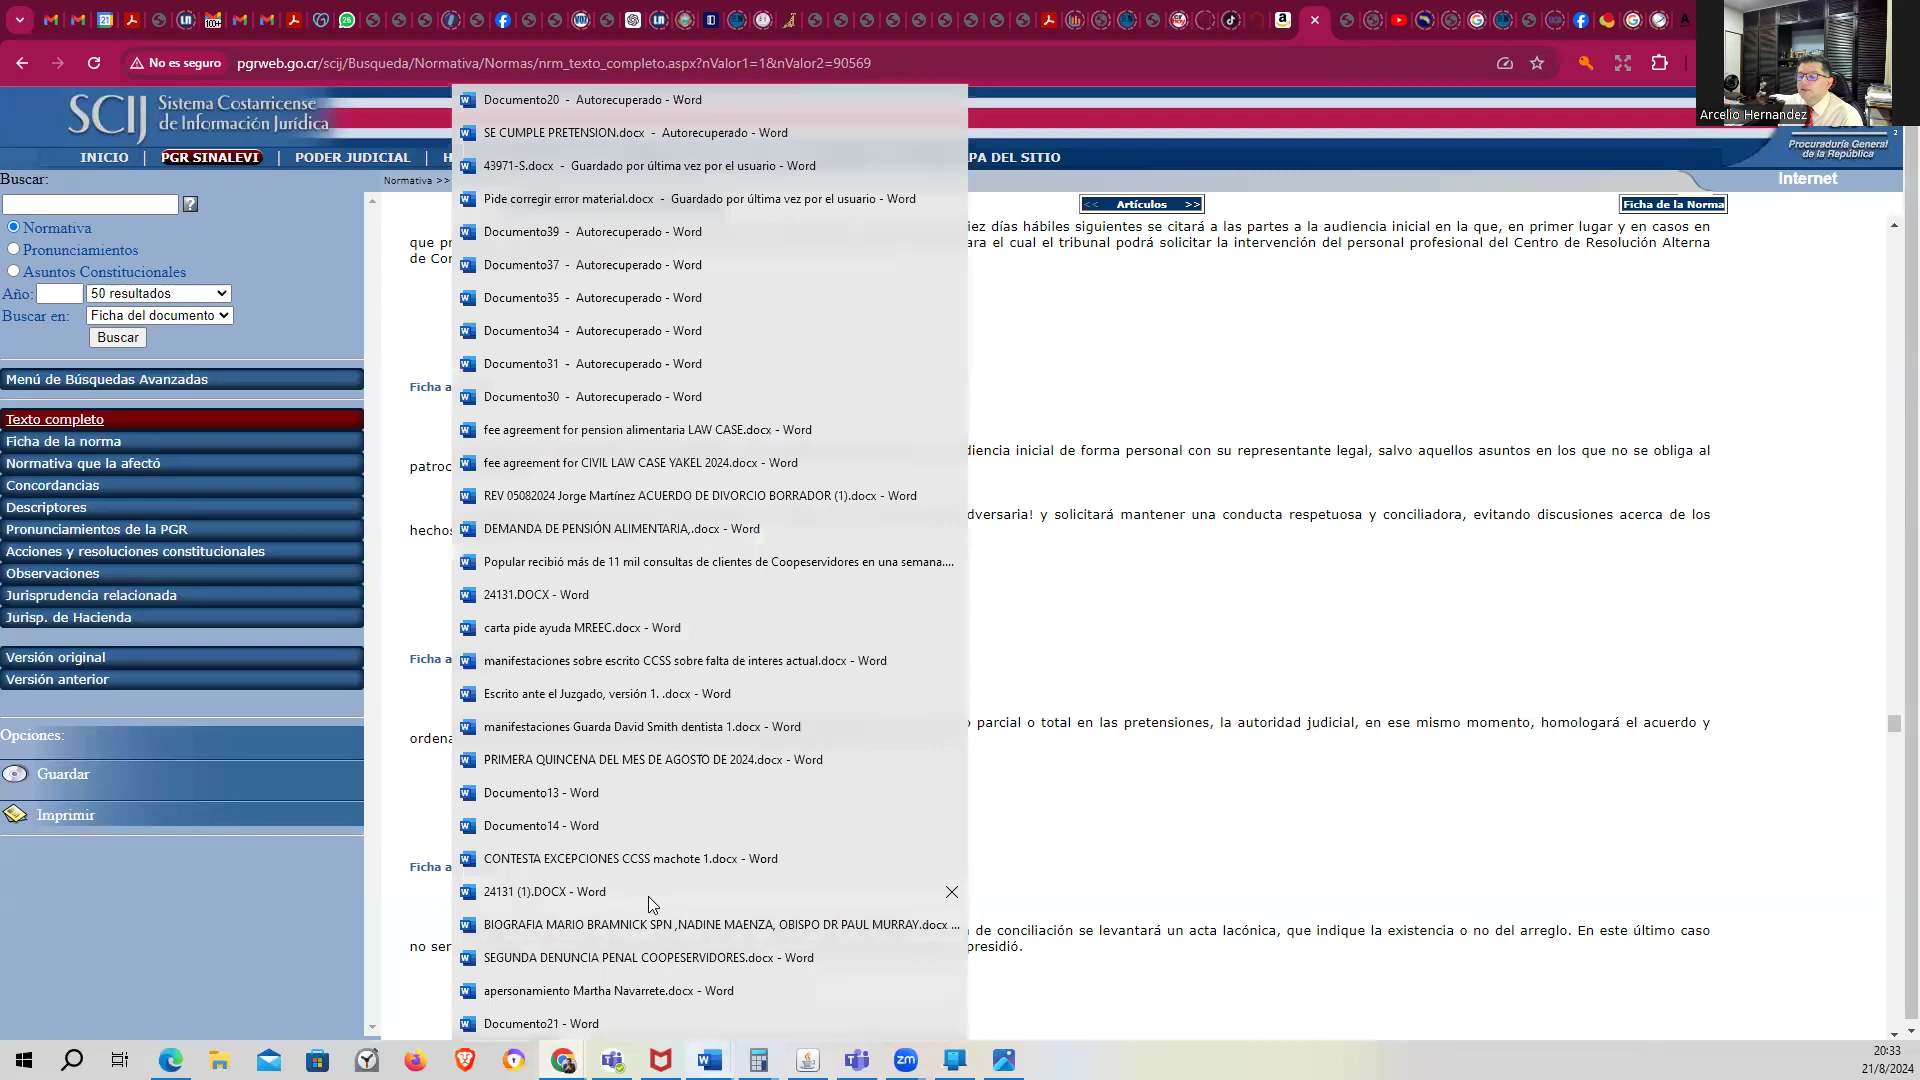 No es seguro
pgrweb.go.cr/scij/Busqueda/Normativa/Normas/nrm_texto_completo.aspx?nValor1=1&nValor2=90569
Arcelio Hernandez
SCIJ
Sistema Costarricense
de Información Jurídica
INICIO | PGR SINALEVI | PODER JUDICIAL | H
PA DEL SITIO
Procuraduría General
de la República
Internet
Buscar:
?
Normativa
Pronunciamientos
Asuntos Constitucionales
Año:
50 resultados
Buscar en:
Ficha del documento
Buscar
Menú de Búsquedas Avanzadas
Texto completo
Ficha de la norma
Normativa que la afectó
Concordancias
Descriptores
Pronunciamientos de la PGR
Acciones y resoluciones constitucionales
Observaciones
Jurisprudencia relacionada
Jurisp. de Hacienda
Versión original
Versión anterior
Opciones:
Guardar
Imprimir
Normativa >>
<< Artículos >>
Ficha de la Norma
Documento20 - Autorecuperado - Word
SE CUMPLE PRETENSION.docx - Autorecuperado - Word
43971-S.docx - Guardado por última vez por el usuario - Word
Pide corregir error material.docx - Guardado por última vez por el usuario - Word
Documento39 - Autorecuperado - Word
Documento37 - Autorecuperado - Word
Documento35 - Autorecuperado - Word
Documento34 - Autorecuperado - Word
Documento31 - Autorecuperado - Word
Documento30 - Autorecuperado - Word
fee agreement for pension alimentaria LAW CASE.docx - Word
fee agreement for CIVIL LAW CASE YAKEL 2024.docx - Word
REV 05082024 Jorge Martínez ACUERDO DE DIVORCIO BORRADOR (1).docx - Word
DEMANDA DE PENSIÓN ALIMENTARIA,.docx - Word
Popular recibió más de 11 mil consultas de clientes de Coopeservidores en una semana....
24131.DOCX - Word
carta pide ayuda MREEC.docx - Word
manifestaciones sobre escrito CCSS sobre falta de interes actual.docx - Word
Escrito ante el Juzgado, versión 1. .docx - Word
manifestaciones Guarda David Smith dentista 1.docx - Word
PRIMERA QUINCENA DEL MES DE AGOSTO DE 2024.docx - Word
Documento13 - Word
Documento14 - Word
CONTESTA EXCEPCIONES CCSS machote 1.docx - Word
24131 (1).DOCX - Word
BIOGRAFIA MARIO BRAMNICK SPN ,NADINE MAENZA, OBISPO DR PAUL MURRAY.docx ...
SEGUNDA DENUNCIA PENAL COOPESERVIDORES.docx - Word
apersonamiento Martha Navarrete.docx - Word
Documento21 - Word
iez días hábiles siguientes se citará a las partes a la audiencia inicial en la que, en primer lugar y en casos en
que pr
ara el cual el tribunal podrá solicitar la intervención del personal profesional del Centro de Resolución Alterna
de Con
Ficha a
diencia inicial de forma personal con su representante legal, salvo aquellos asuntos en los que no se obliga al
patroc
dversaria! y solicitará mantener una conducta respetuosa y conciliadora, evitando discusiones acerca de los
hechos
Ficha a
o parcial o total en las pretensiones, la autoridad judicial, en ese mismo momento, homologará el acuerdo y
ordena
Ficha a
de conciliación se levantará un acta lacónica, que indique la existencia o no del arreglo. En este último caso
no ser
presidió.
20:33
21/8/2024